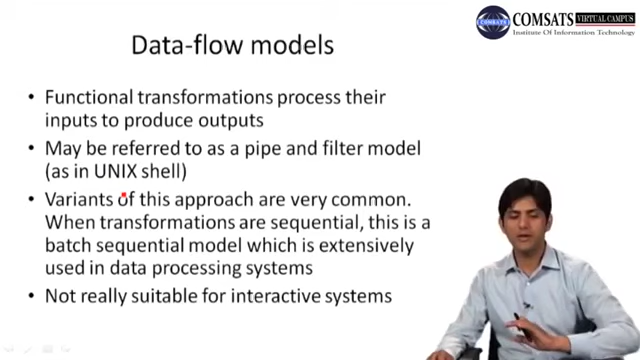 COMSATS VIRTUAL CAMPUS
Institute Of Information Technology
COMSATS
Data-flow models
• Functional transformations process their
inputs to produce outputs
• May be referred to as a pipe and filter model
(as in UNIX shell)
• Variants of this approach are very common.
When transformations are sequential, this is a
batch sequential model which is extensively
used in data processing systems
• Not really suitable for interactive systems